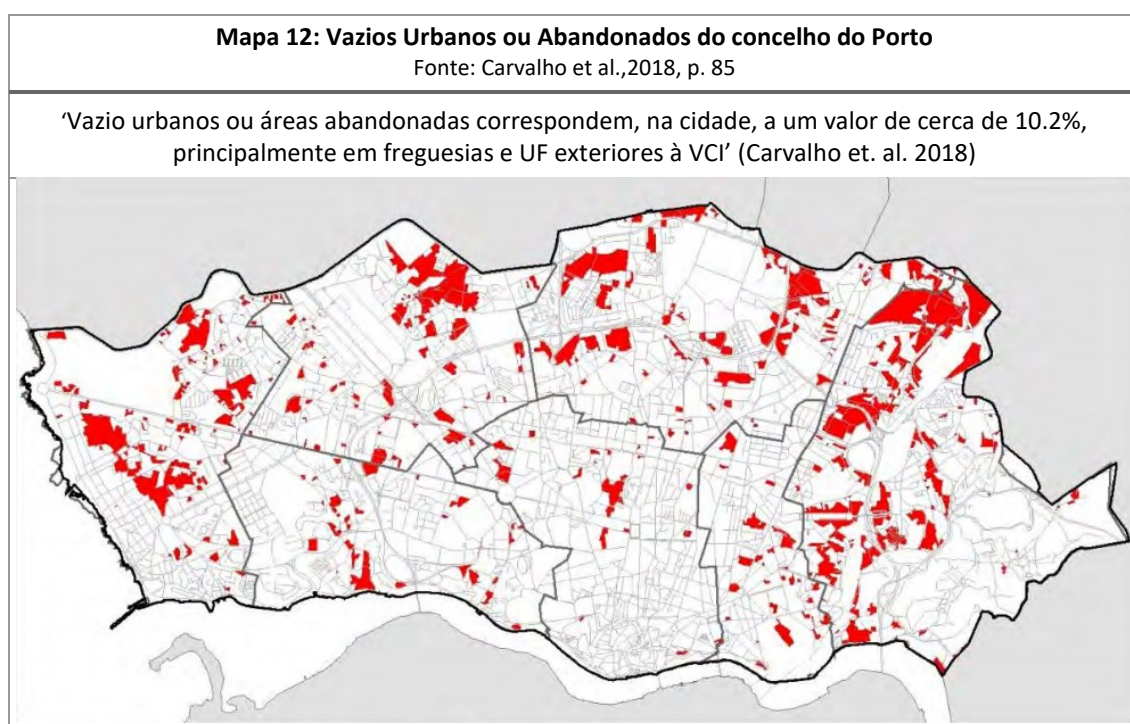 Mapa 12: Vazios Urbanos ou Abandonados do concelho do Porto
Fonte: Carvalho et al.,2018, p. 85
‘Vazio urbanos ou áreas abandonadas correspondem, na cidade, a um valor de cerca de 10.2%,
principalmente em freguesias e UF exteriores à VCI’ (Carvalho et. al. 2018)